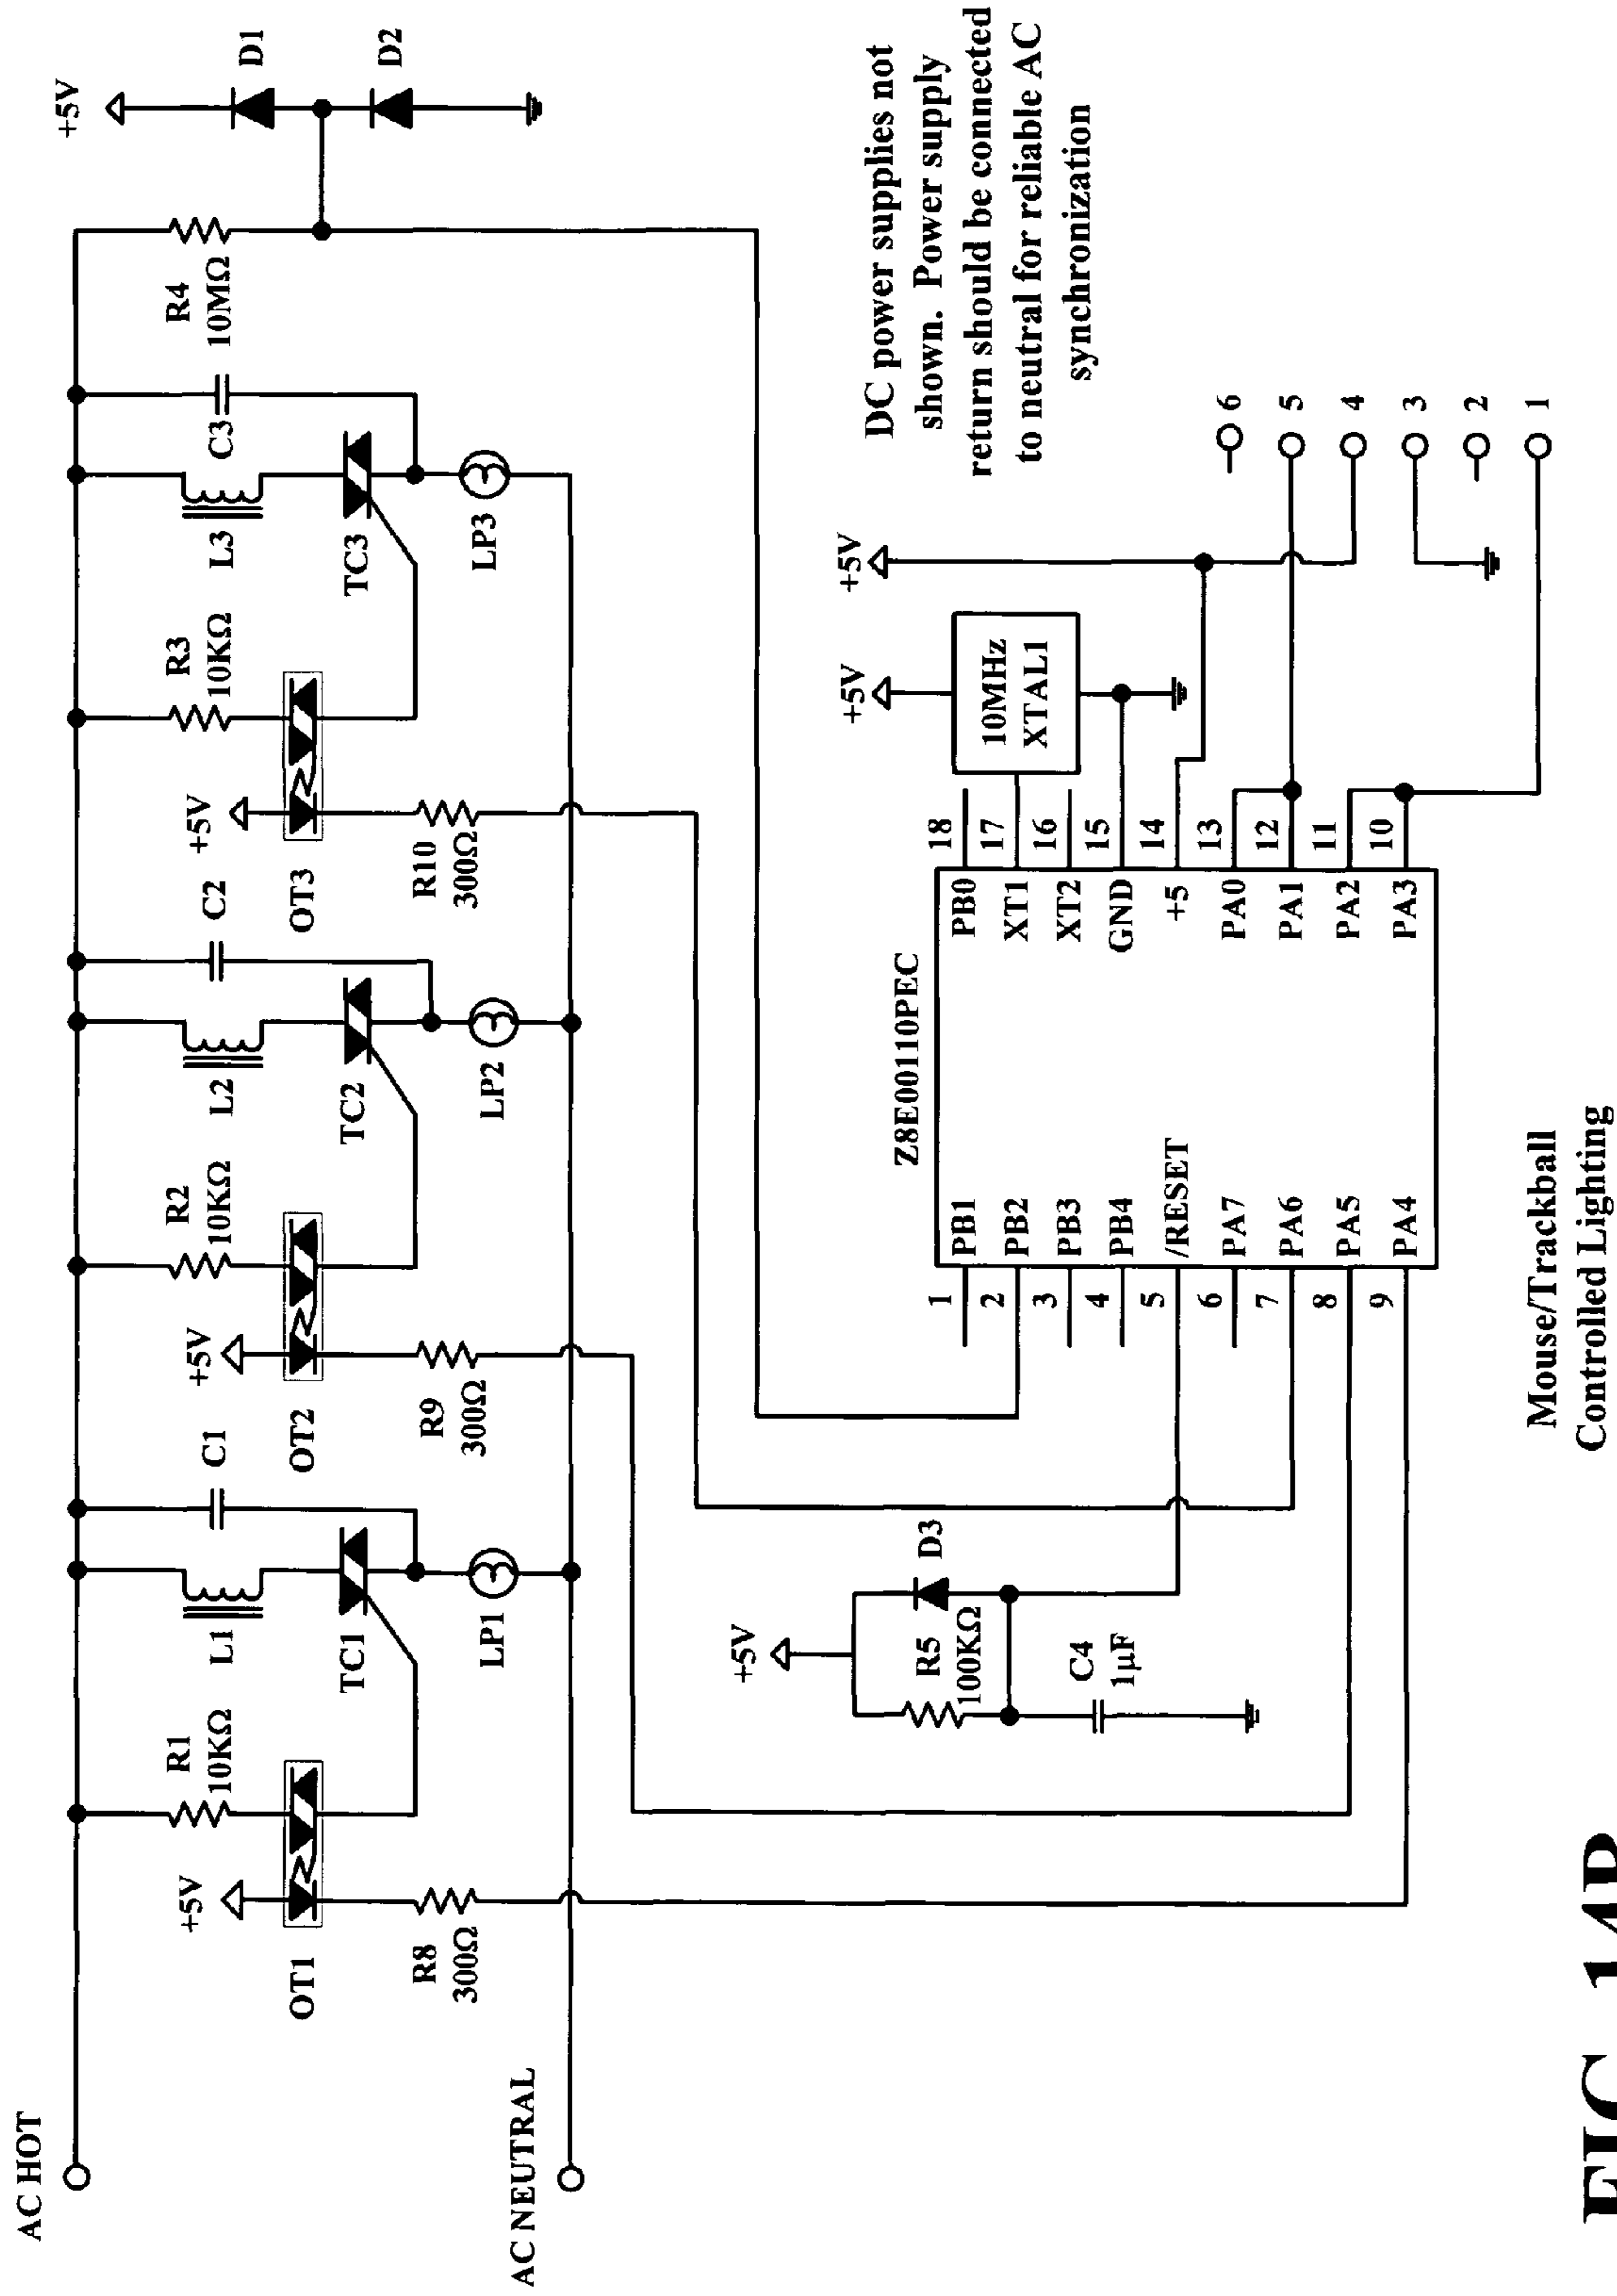 AC HOT
AC NEUTRAL
+5V
OT1
R1
10KΩ
L1
TC1
C1
LP1
R8
300Ω
+5V
OT2
R2
10KΩ
L2
TC2
C2
LP2
R9
300Ω
+5V
OT3
R3
10KΩ
L3
TC3
C3
LP3
R10
300Ω
R4
10MΩ
+5V
D1
D2
+5V
D3
R5
100KΩ
C4
1µF
Z8E00110PEC
1 PB1
2 PB2
3 PB3
4 PB4
5 /RESET
6 PA7
7 PA6
8 PA5
9 PA4
PB0 18
XT1 17
XT2 16
GND 15
+5 14
PA0 13
PA1 12
PA2 11
PA3 10
+5V
10MHz
XTAL1
+5V
6
5
4
3
2
1
DC power supplies not
shown. Power supply
return should be connected
to neutral for reliable AC
synchronization
Mouse/Trackball
Controlled Lighting